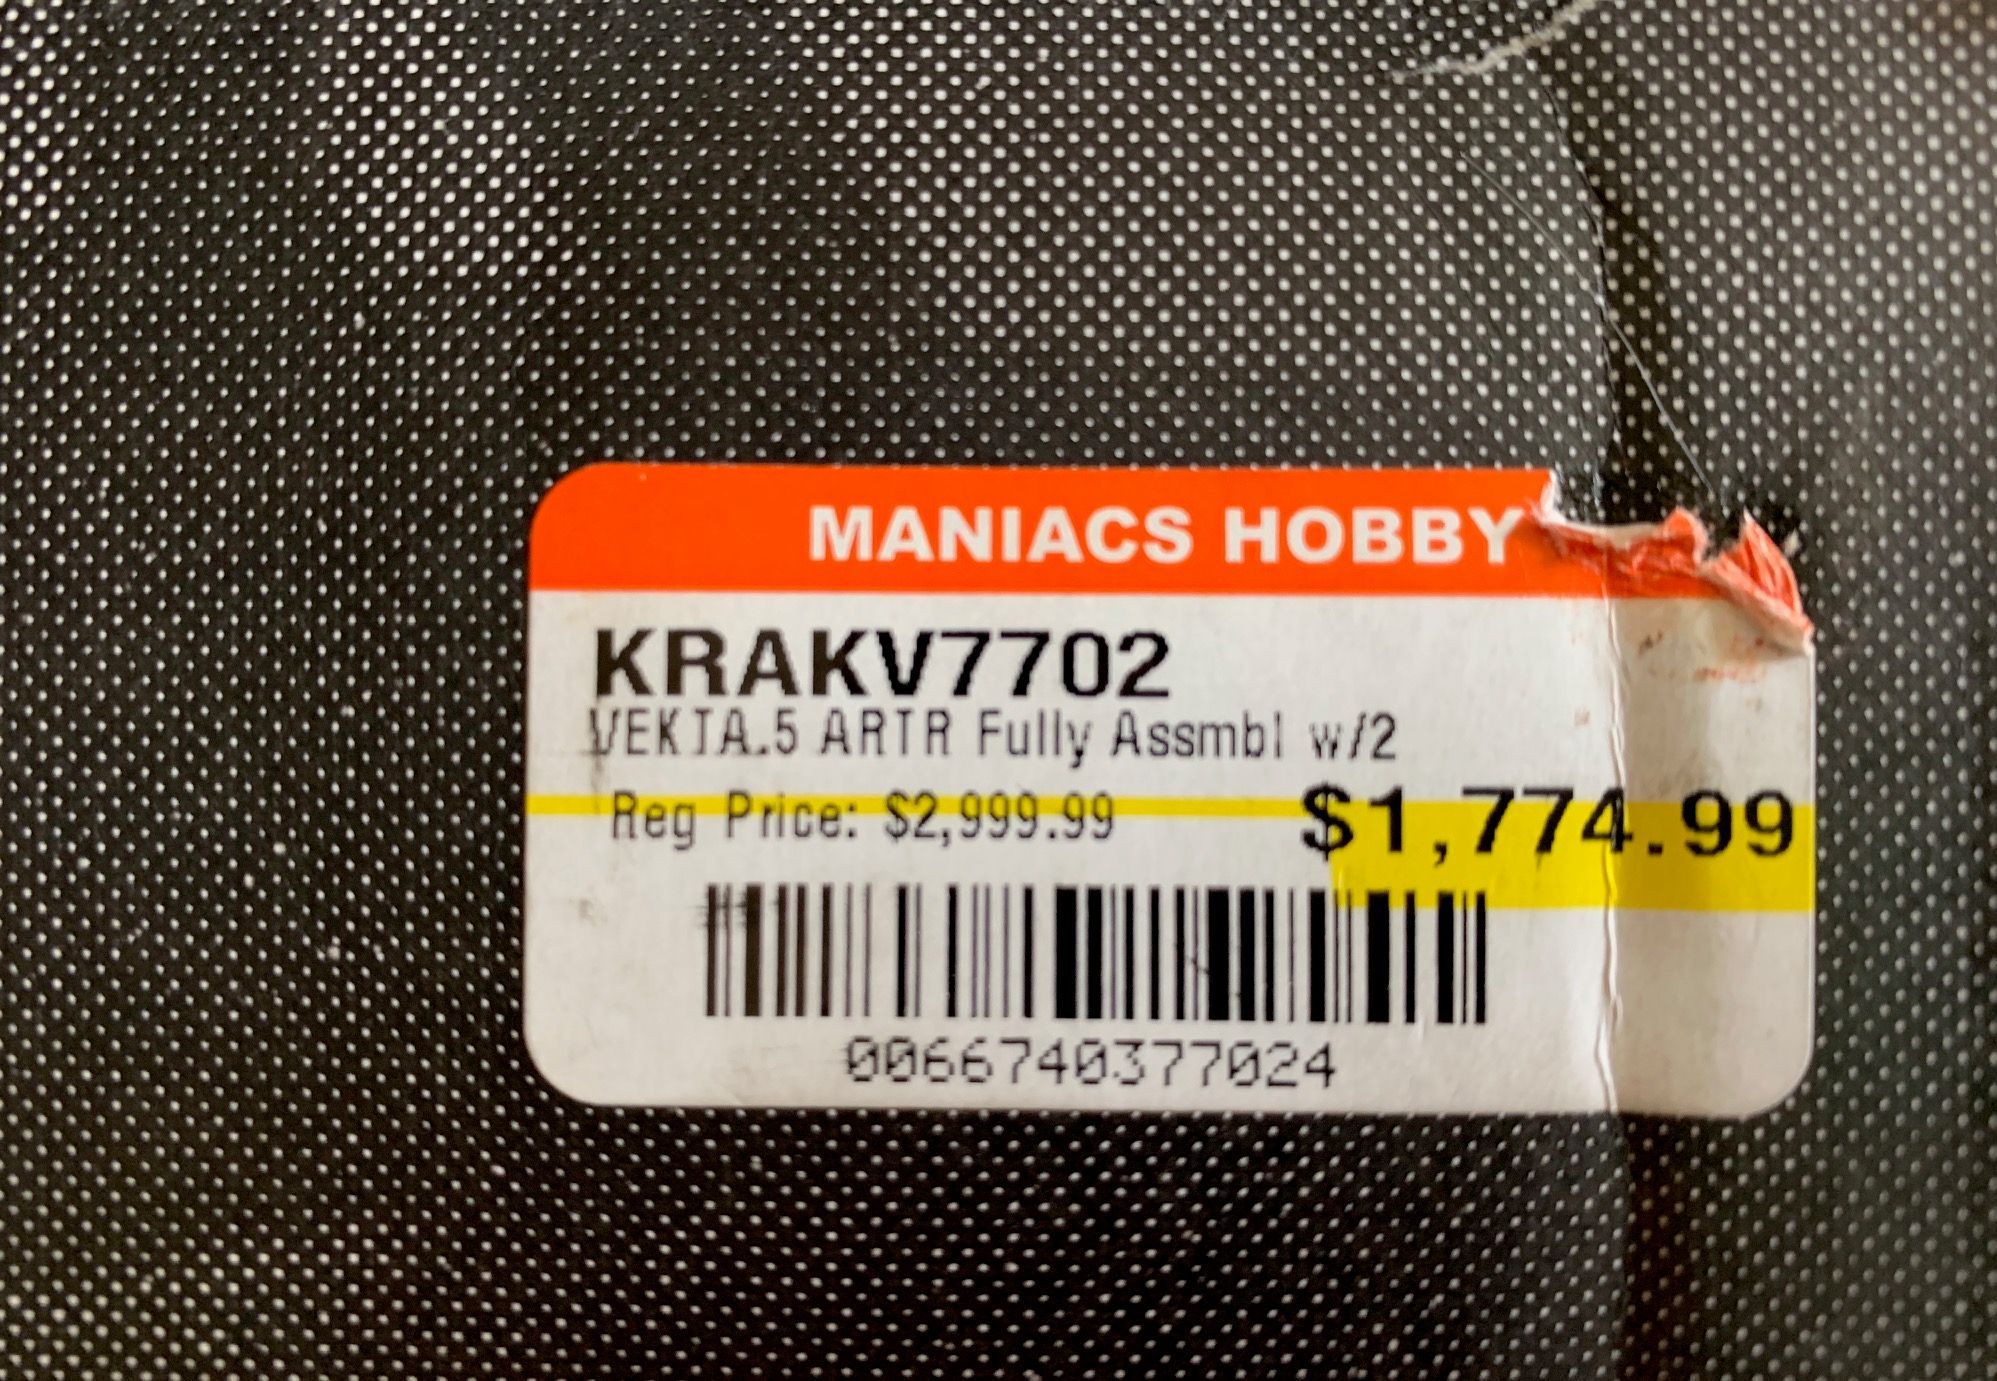 MANIACS HOBBY
KRAKV7702
VEKTA.5 ARTR Fully Assmbl w/2
Reg Price: $2,999.99 $1,774.99
0066740377024